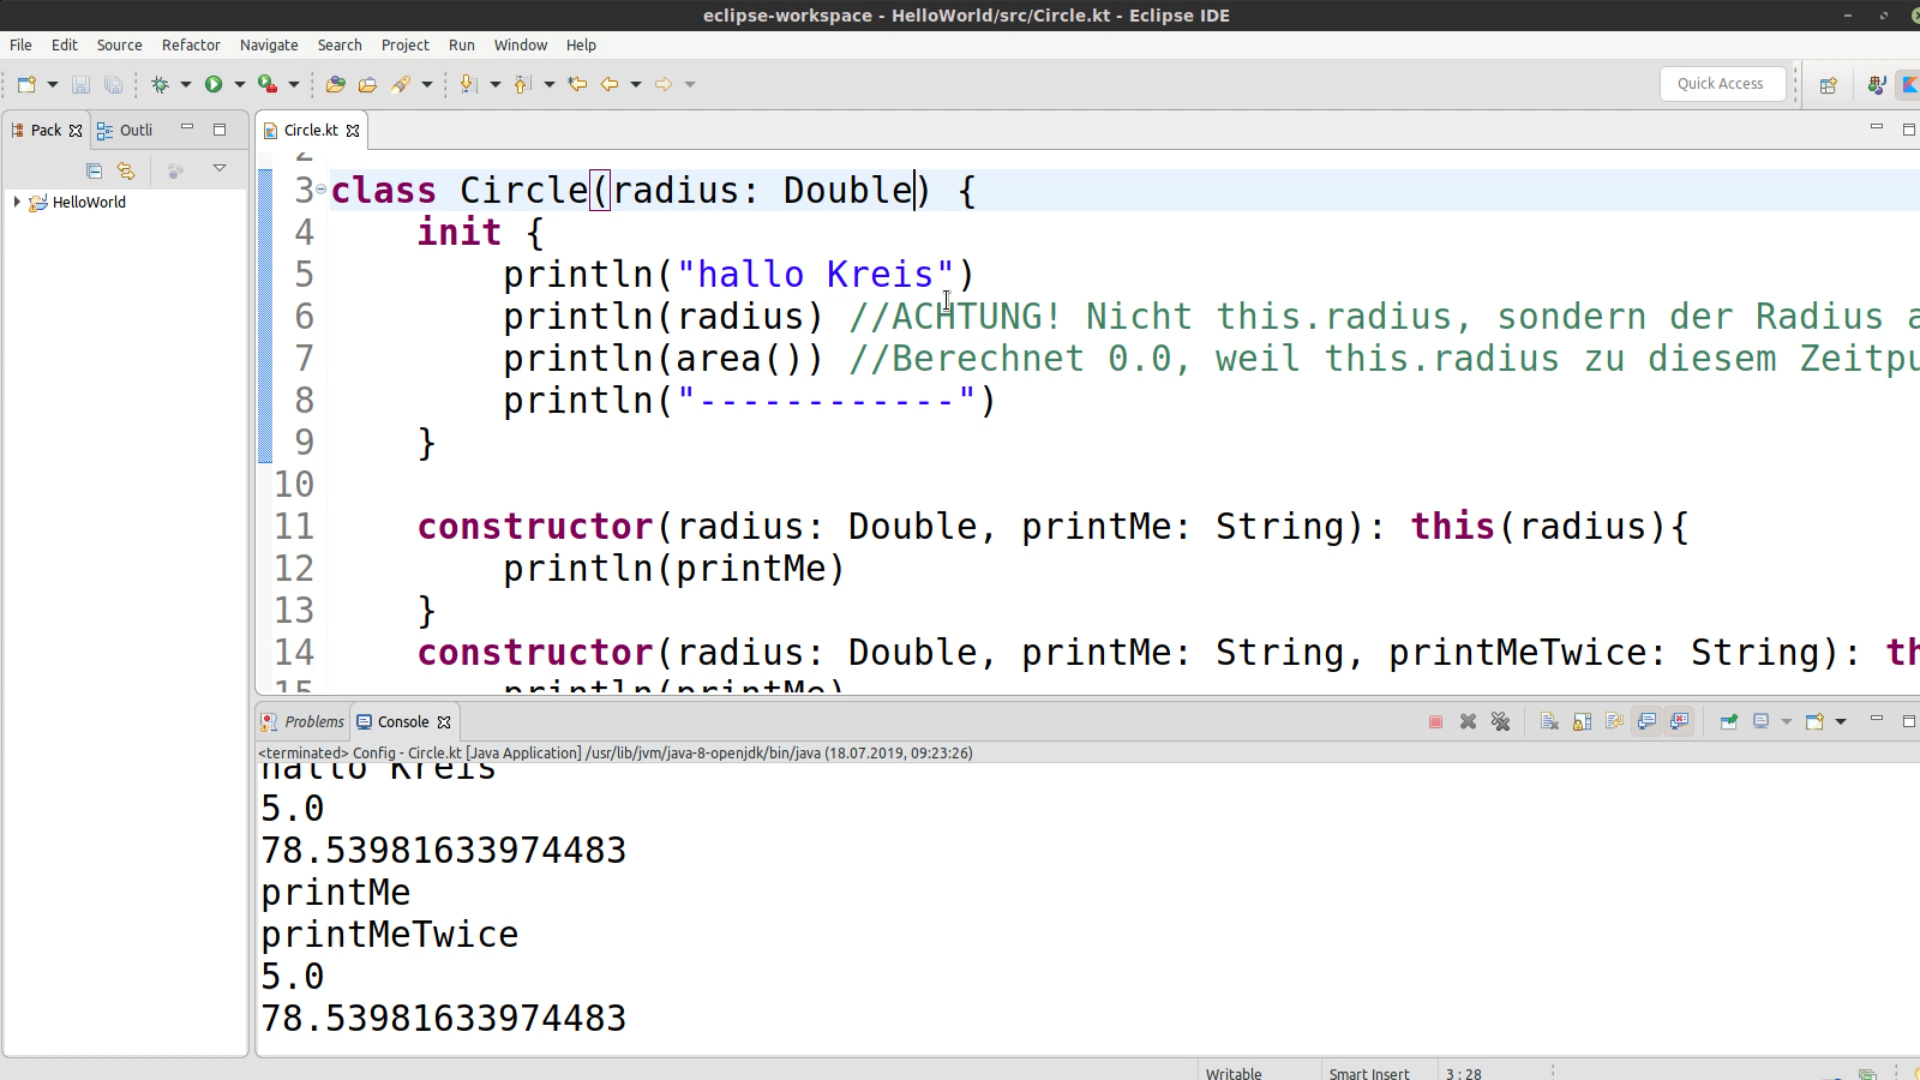 eclipse-workspace - HelloWorld/src/Circle.kt - Eclipse IDE
File Edit Source Refactor Navigate Search Project Run Window Help
Quick Access
Pack Outli
Circle.kt
HelloWorld
2
3 class Circle(radius: Double) {
4 init {
5 println("hallo Kreis")
6 println(radius) //ACHTUNG! Nicht this.radius, sondern der Radius a
7 println(area()) //Berechnet 0.0, weil this.radius zu diesem Zeitpu
8 println("------------")
9 }
10
11 constructor(radius: Double, printMe: String): this(radius){
12 println(printMe)
13 }
14 constructor(radius: Double, printMe: String, printMeTwice: String): th
15 println(printMe)
Problems Console
<terminated> Config - Circle.kt [Java Application] /usr/lib/jvm/java-8-openjdk/bin/java (18.07.2019, 09:23:26)
hallo Kreis
5.0
78.53981633974483
printMe
printMeTwice
5.0
78.53981633974483
Writable Smart Insert 3 : 28